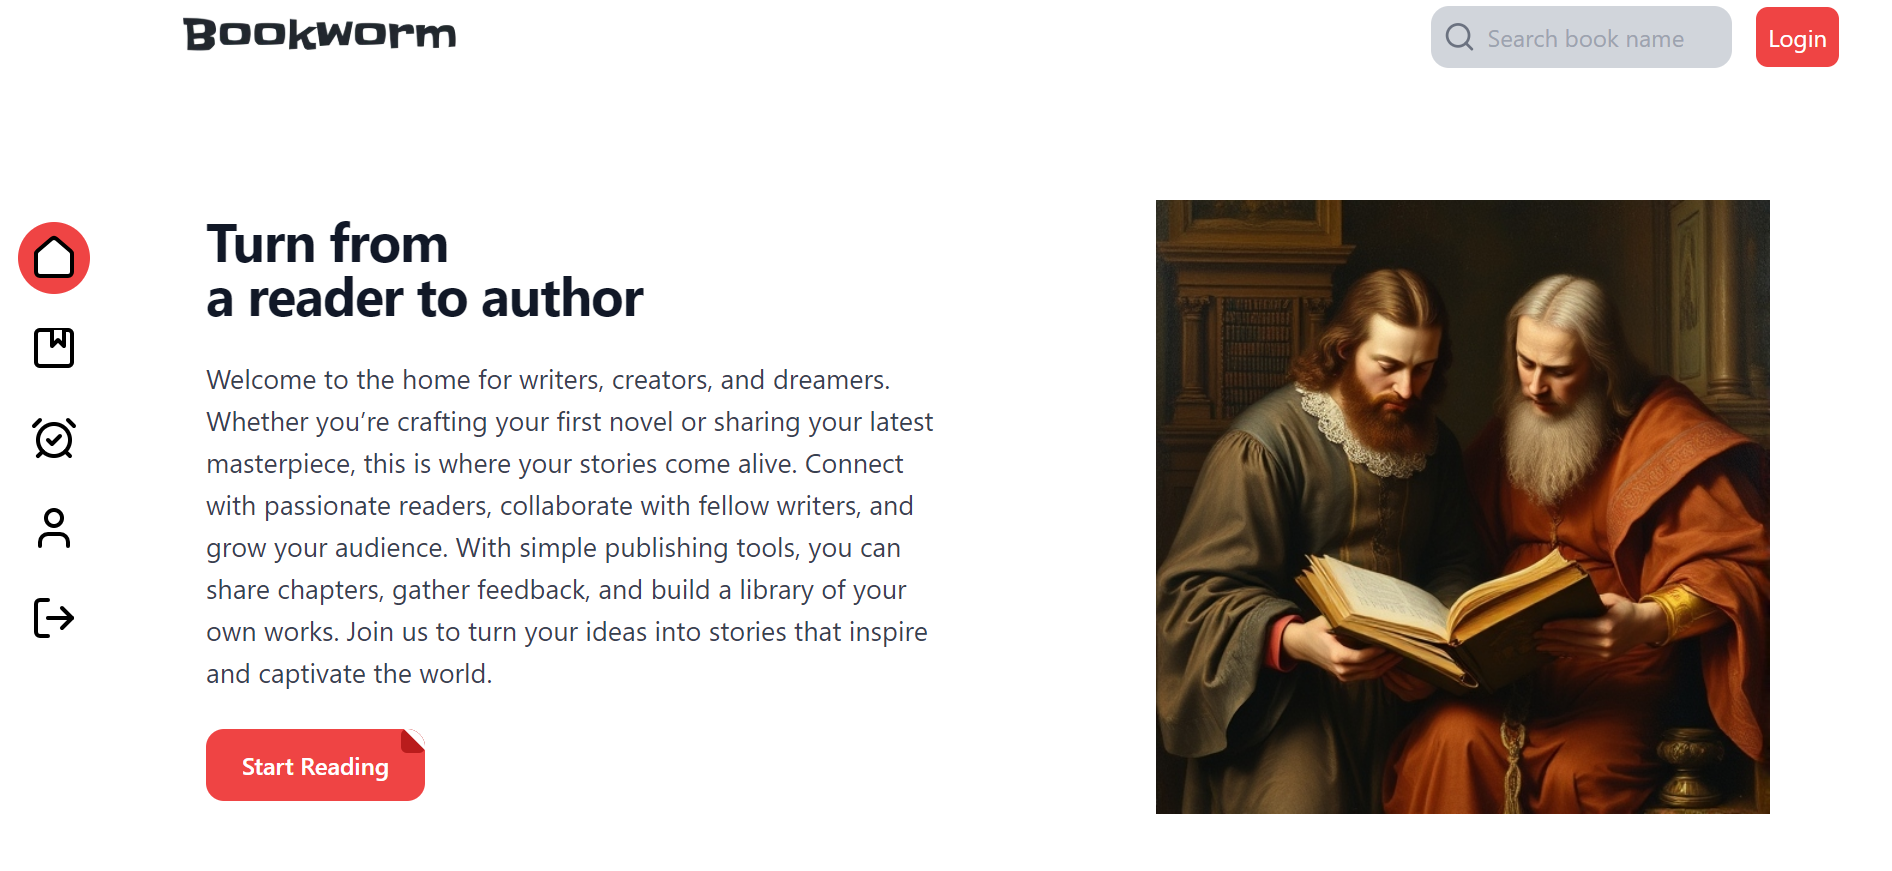 Bookworm
Search book name
Login
Turn from
a reader to author
Welcome to the home for writers, creators, and dreamers.
Whether you’re crafting your first novel or sharing your latest
masterpiece, this is where your stories come alive. Connect
with passionate readers, collaborate with fellow writers, and
grow your audience. With simple publishing tools, you can
share chapters, gather feedback, and build a library of your
own works. Join us to turn your ideas into stories that inspire
and captivate the world.
Start Reading